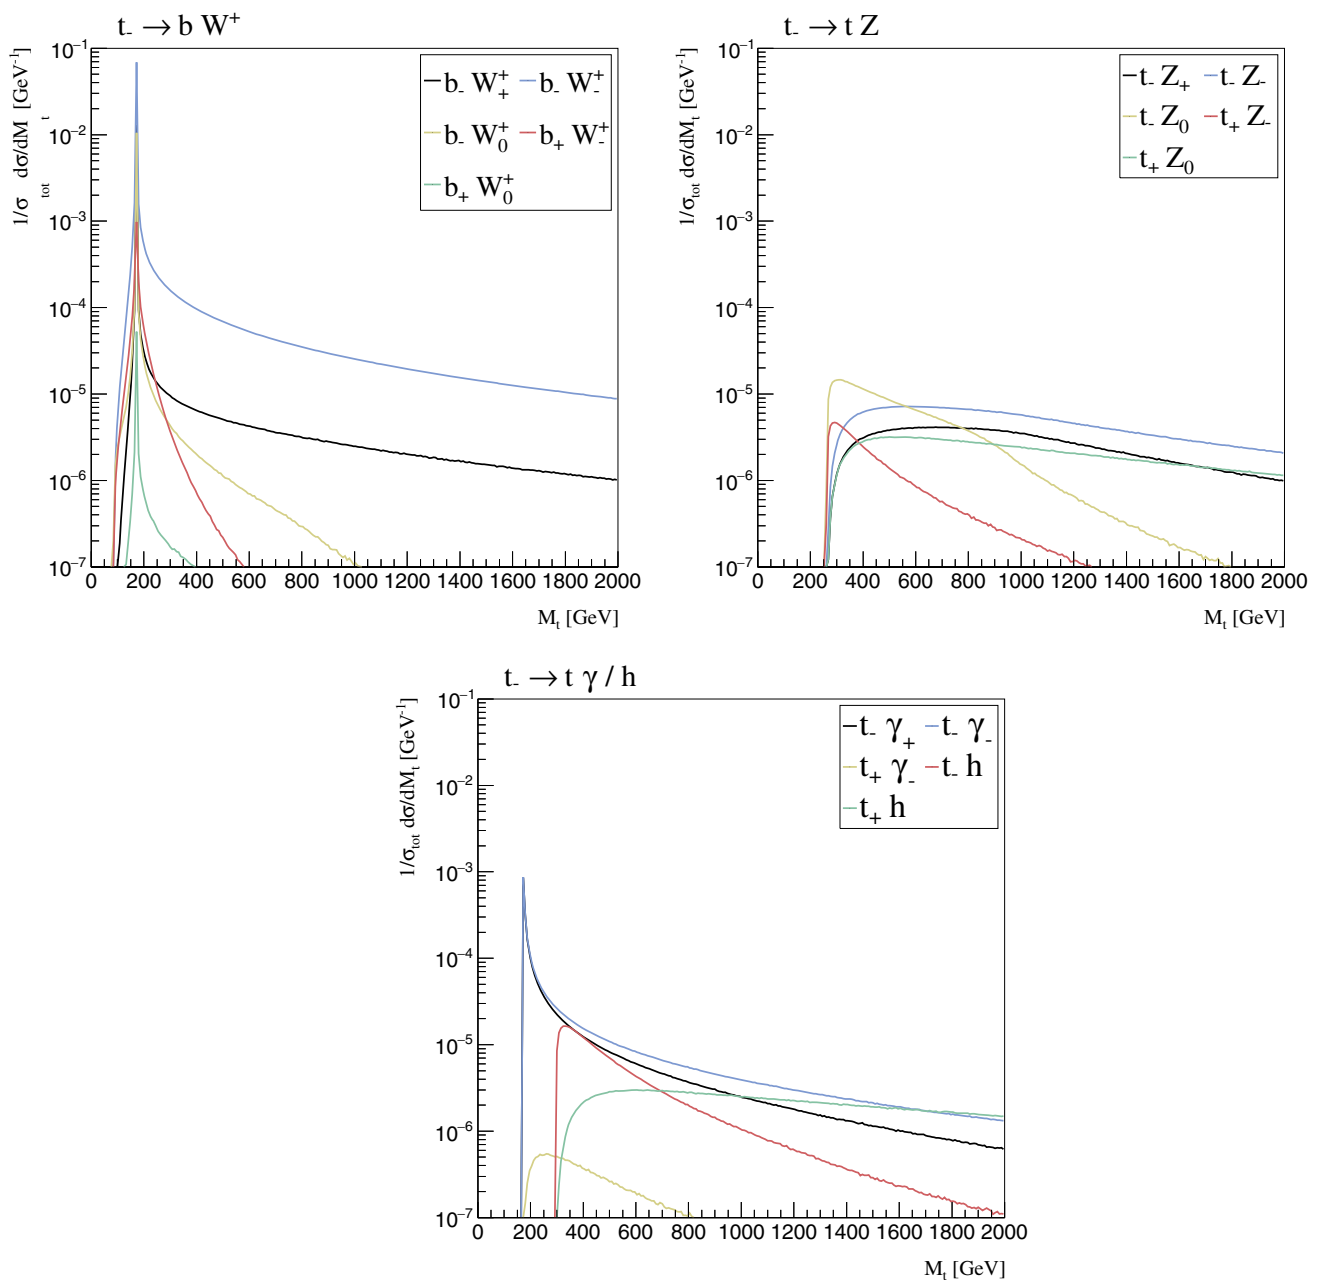 t₋ → b W⁺
1/σ_tot dσ/dM_t [GeV⁻¹]
10⁻¹
10⁻²
10⁻³
10⁻⁴
10⁻⁵
10⁻⁶
10⁻⁷
b₋ W₊⁺ b₋ W₋⁺
b₋ W₀⁺ b₊ W₋⁺
b₊ W₀⁺
0 200 400 600 800 1000 1200 1400 1600 1800 2000
M_t [GeV]
t₋ → t Z
1/σ_tot dσ/dM_t [GeV⁻¹]
10⁻¹
10⁻²
10⁻³
10⁻⁴
10⁻⁵
10⁻⁶
10⁻⁷
t₋ Z₊ t₋ Z₋
t₋ Z₀ t₊ Z₋
t₊ Z₀
0 200 400 600 800 1000 1200 1400 1600 1800 2000
M_t [GeV]
t₋ → t γ / h
1/σ_tot dσ/dM_t [GeV⁻¹]
10⁻¹
10⁻²
10⁻³
10⁻⁴
10⁻⁵
10⁻⁶
10⁻⁷
t₋ γ₊ t₋ γ₋
t₊ γ₋ t₋ h
t₊ h
0 200 400 600 800 1000 1200 1400 1600 1800 2000
M_t [GeV]